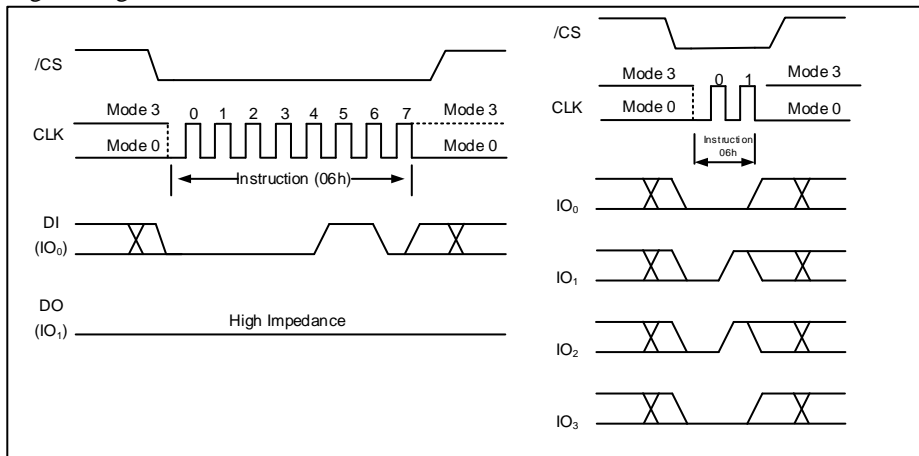 /CS
Mode 3 0 1 2 3 4 5 6 7 Mode 3
CLK
Mode 0 Mode 0
Instruction (06h)
DI
(IO0)
DO
(IO1)
High Impedance
/CS
Mode 3 0 1 Mode 3
CLK
Mode 0 Mode 0
Instruction
06h
IO0
IO1
IO2
IO3